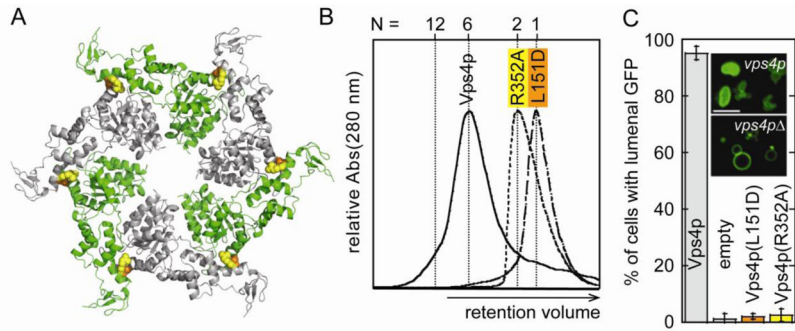 A
B
C
N = 12 6 2 1
Vps4p
R352A
L151D
relative Abs(280 nm)
retention volume
% of cells with lumenal GFP
100
80
60
40
20
0
vps4p
vps4pΔ
Vps4p
empty
Vps4p(L151D)
Vps4p(R352A)